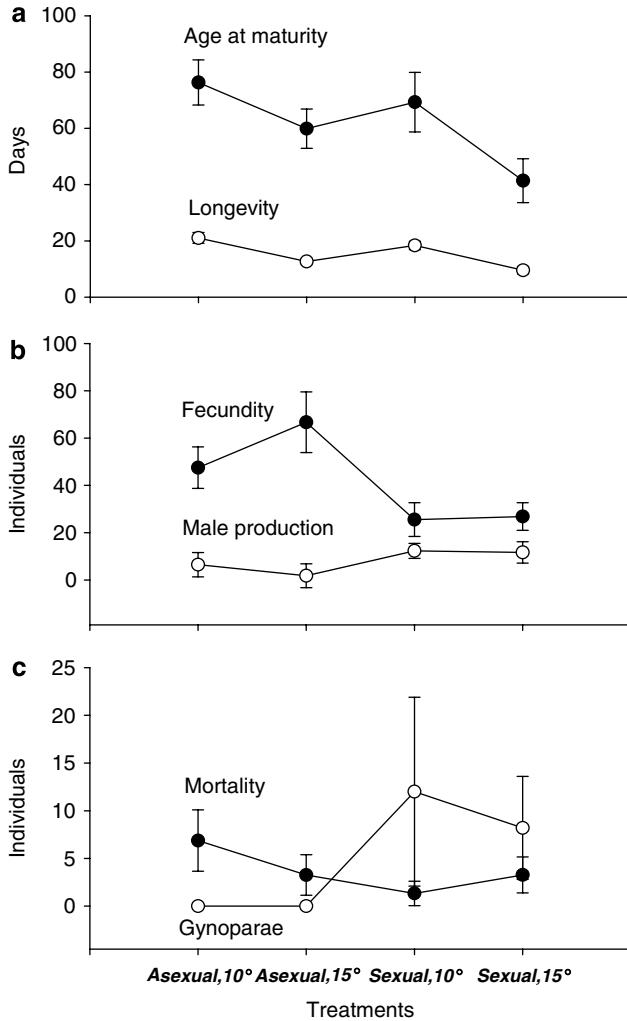 a
100
80
60
40
20
0
Days
Age at maturity
Longevity
b
100
80
60
40
20
0
Individuals
Fecundity
Male production
c
25
20
15
10
5
0
Individuals
Mortality
Gynoparae
Asexual,10° Asexual,15° Sexual,10° Sexual,15°
Treatments